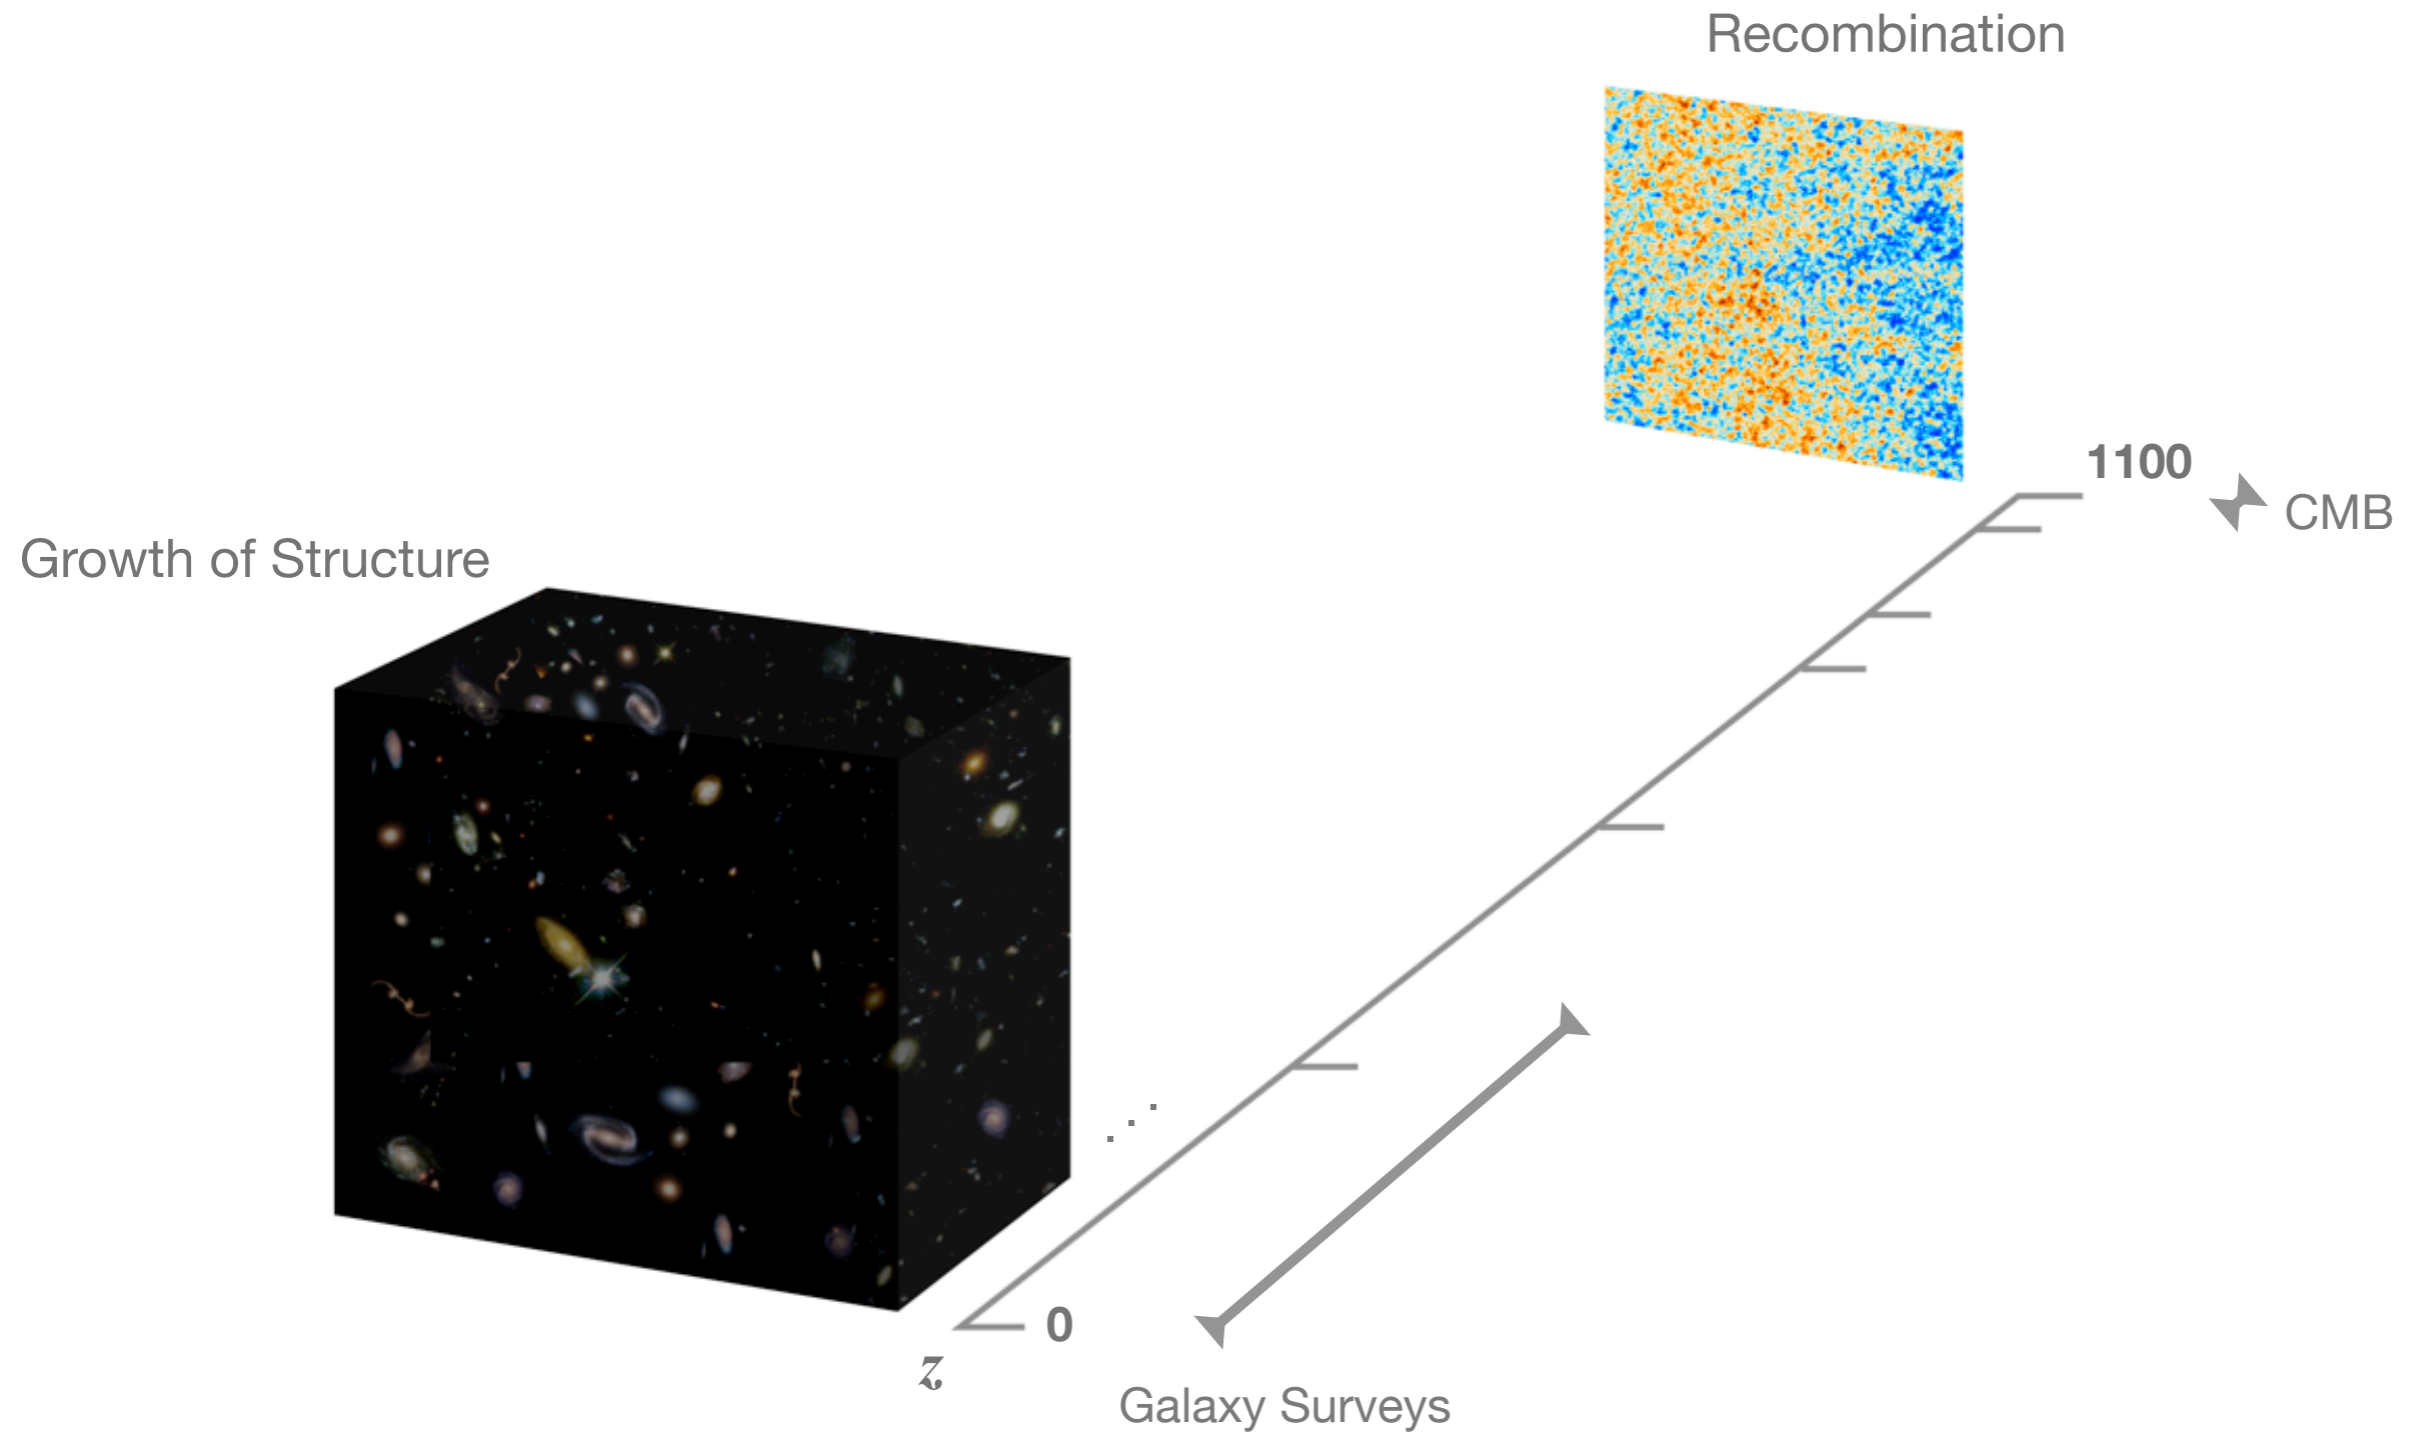 Recombination
1100
CMB
Growth of Structure
0
z
Galaxy Surveys